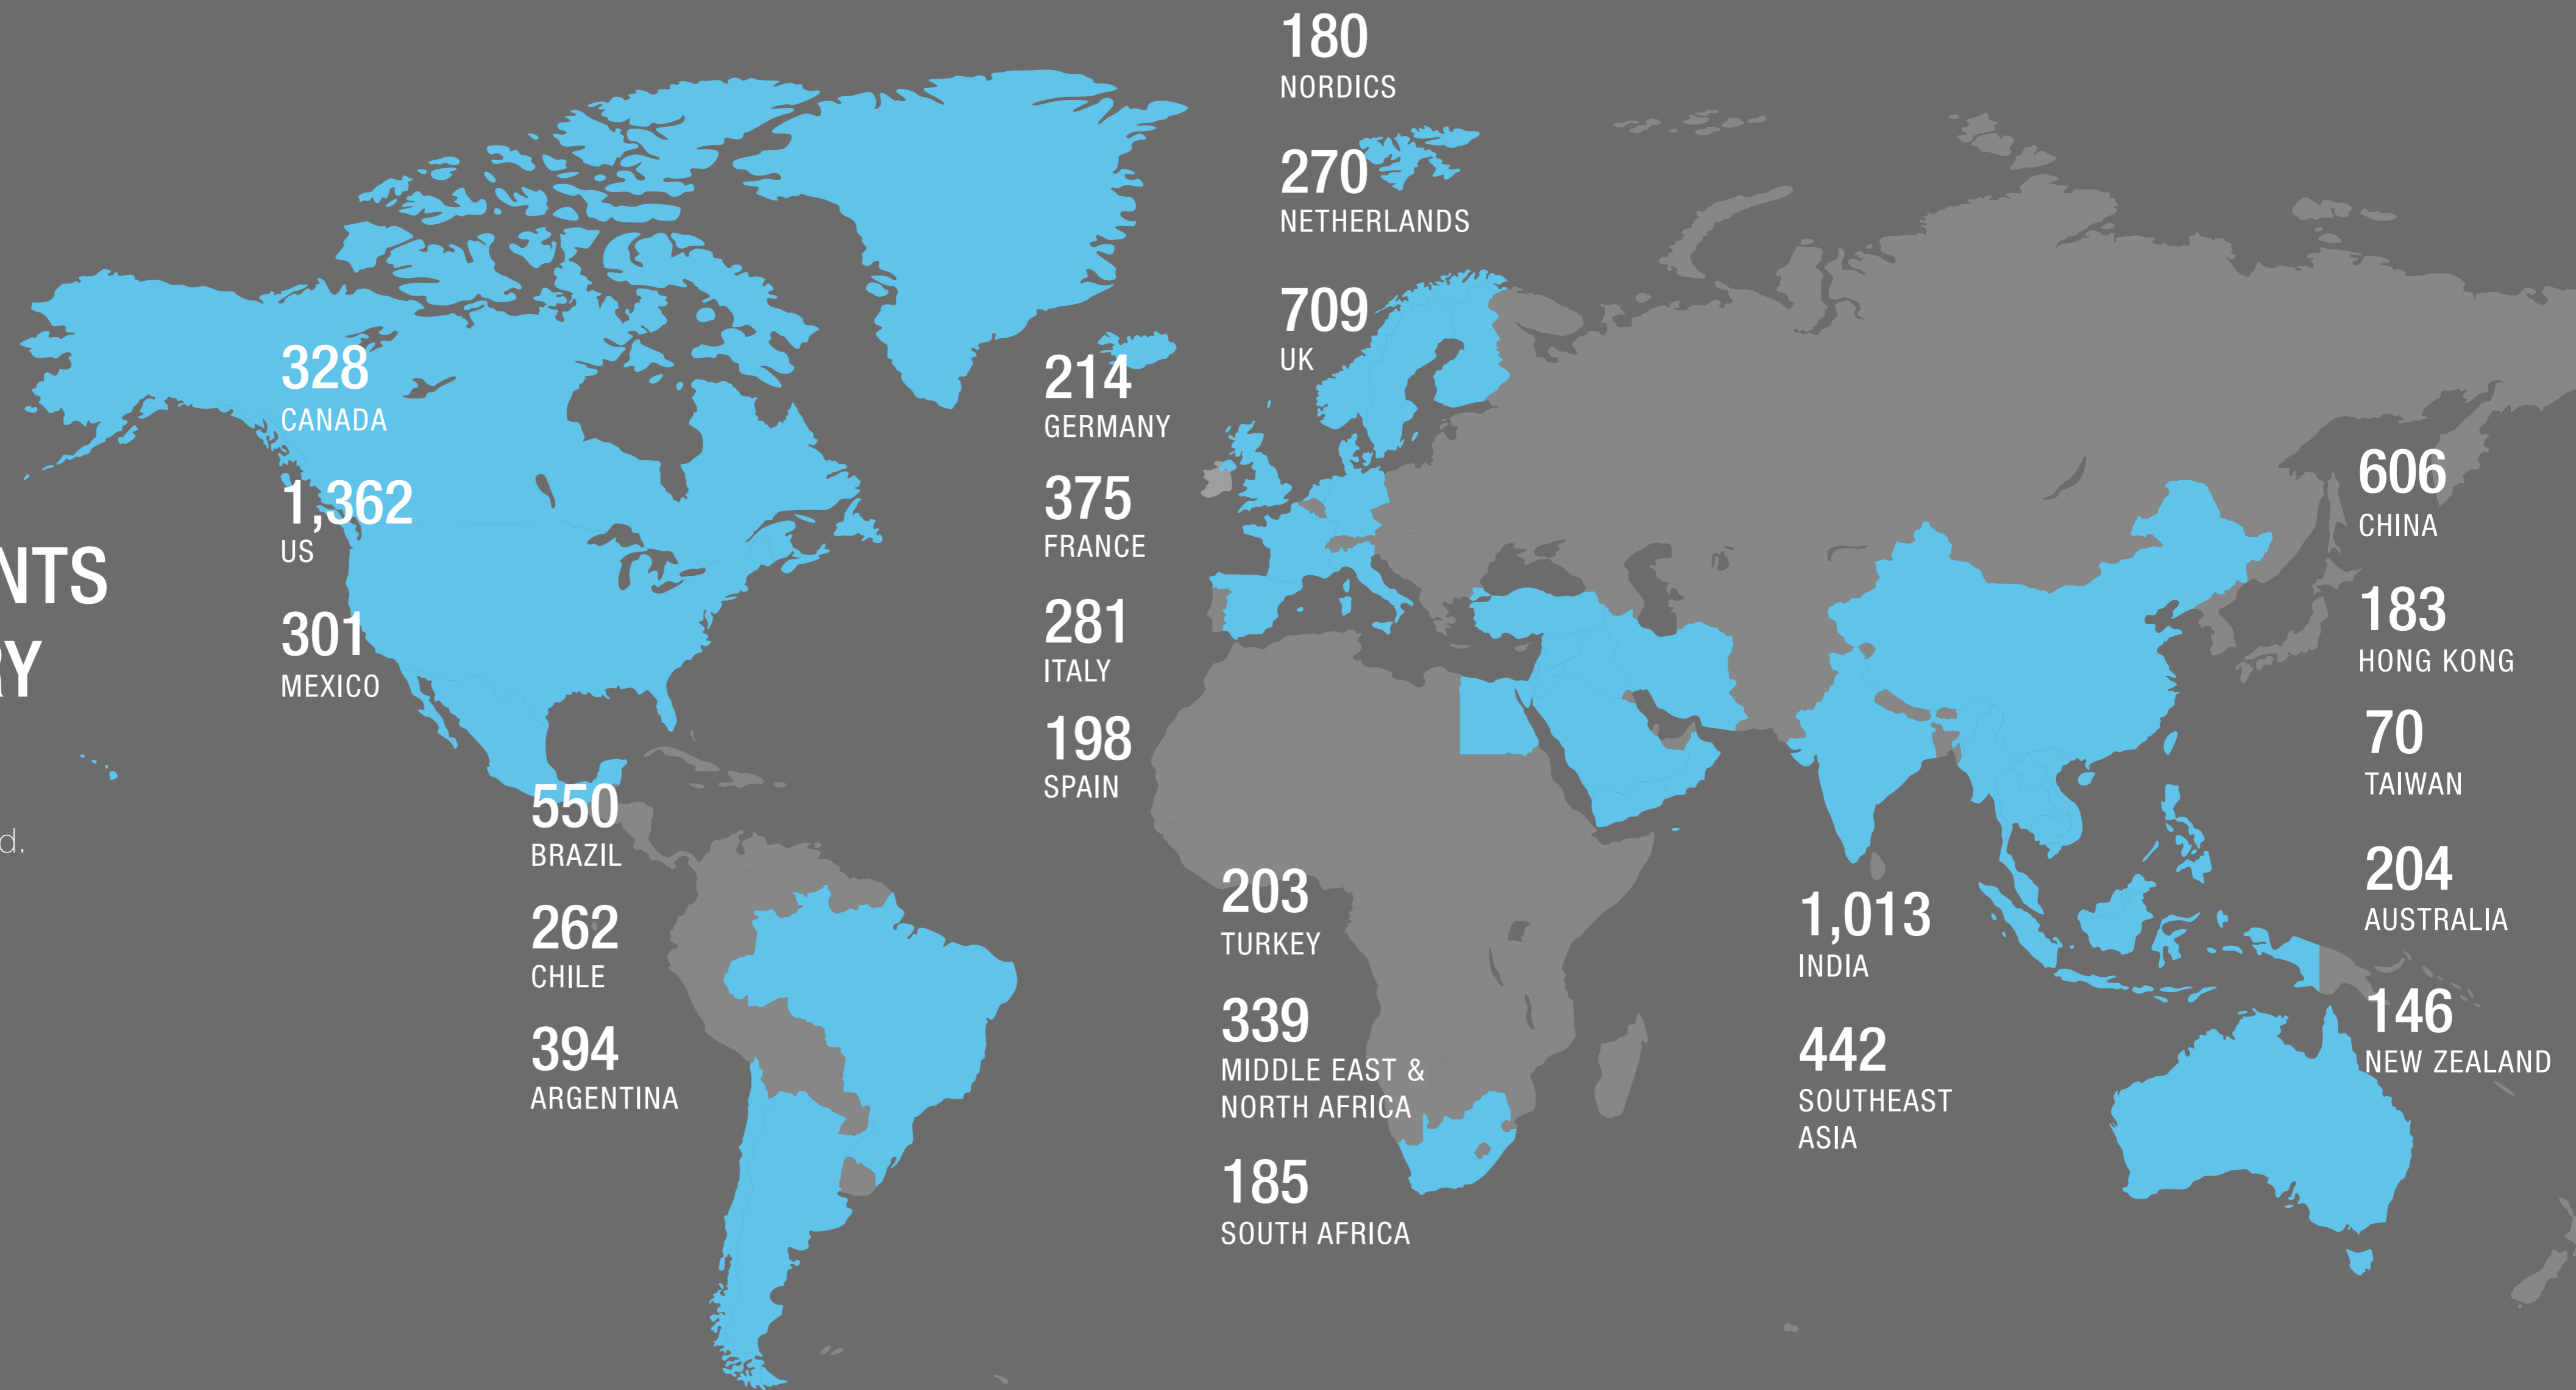 NTS
RY
d.
328
CANADA
1,362
US
301
MEXICO
550
BRAZIL
262
CHILE
394
ARGENTINA
214
GERMANY
375
FRANCE
281
ITALY
198
SPAIN
180
NORDICS
270
NETHERLANDS
709
UK
203
TURKEY
339
MIDDLE EAST &
NORTH AFRICA
185
SOUTH AFRICA
1,013
INDIA
442
SOUTHEAST
ASIA
606
CHINA
183
HONG KONG
70
TAIWAN
204
AUSTRALIA
146
NEW ZEALAND